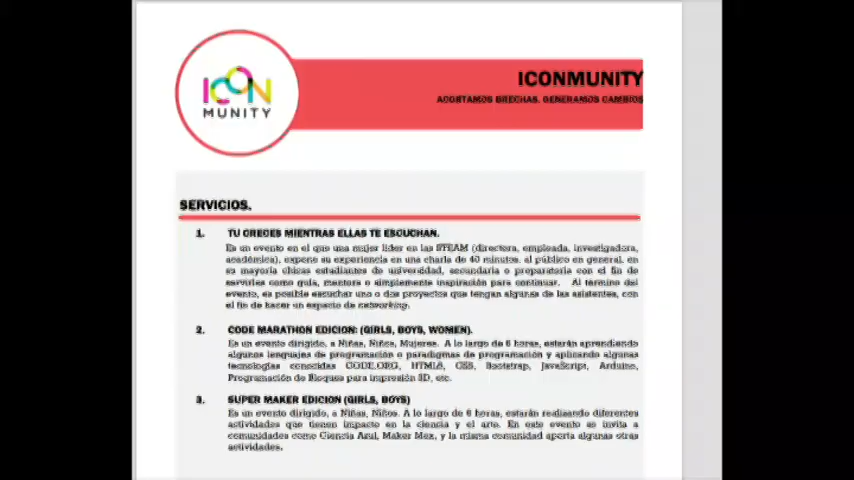 ICON
MUNITY
ICONMUNITY
ACORTAMOS BRECHAS. GENERAMOS CAMBIOS
SERVICIOS.
1. TU CRECES MIENTRAS ELLAS TE ESCUCHAN.
Es un evento en el que una mujer líder en las STEAM (directora, empleada, investigadora,
académica), expone su experiencia en una charla de 40 minutos, al público en general, en
su mayoría chicas estudiantes de universidad, secundaria o preparatoria con el fin de
servirles como guía, mentora o simplemente inspiración para continuar. Al término del
evento, es posible escuchar uno o dos proyectos que tengan algunas de las asistentes, con
el fin de hacer un espacio de networking.
2. CODE MARATHON EDICION: (GIRLS, BOYS, WOMEN).
Es un evento dirigido, a Niñas, Niños, Mujeres. A lo largo de 6 horas, estarán aprendiendo
algunos lenguajes de programación o paradigmas de programación y aplicando algunas
tecnologías conocidas CODE.ORG, HTML5, CSS, Bootstrap, JavaScript, Arduino,
Programación de Bloques para impresión 3D, etc.
3. SUPER MAKER EDICION (GIRLS, BOYS)
Es un evento dirigido, a Niñas, Niños. A lo largo de 6 horas, estarán realizando diferentes
actividades que tienen impacto en la ciencia y el arte. En este evento se invita a
comunidades como Ciencia Azul, Maker Mex, y la misma comunidad aporta algunas otras
actividades.